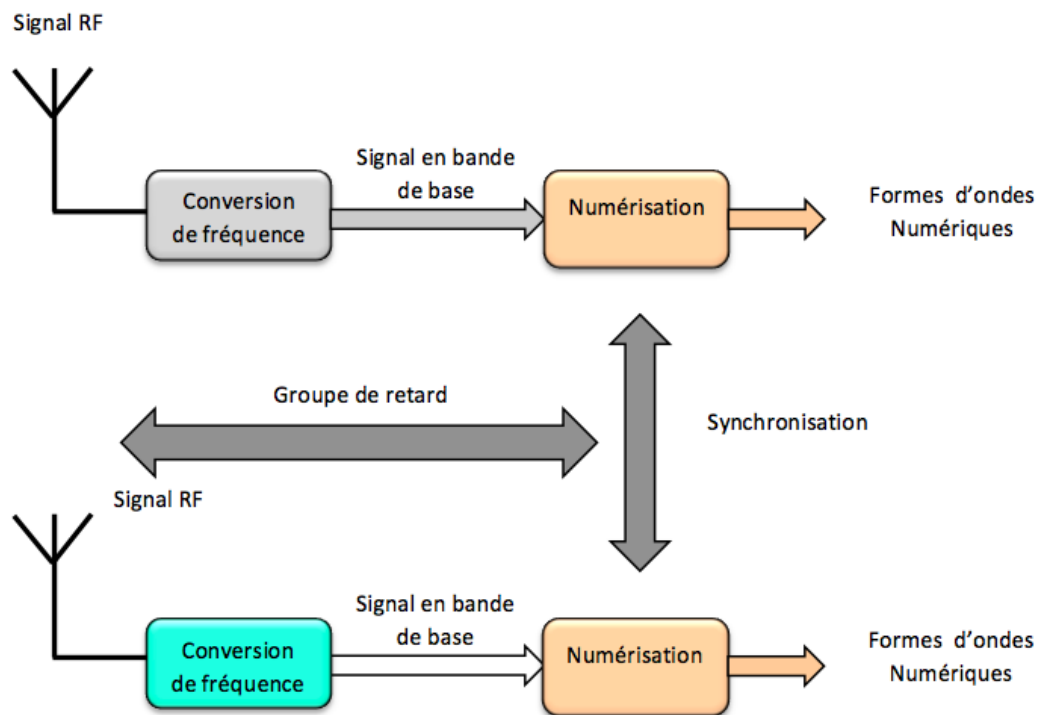 Signal RF
Signal en bande
de base
Conversion
de fréquence
Numérisation
Formes d'ondes
Numériques
Groupe de retard
Synchronisation
Signal RF
Signal en bande
de base
Conversion
de fréquence
Numérisation
Formes d'ondes
Numériques